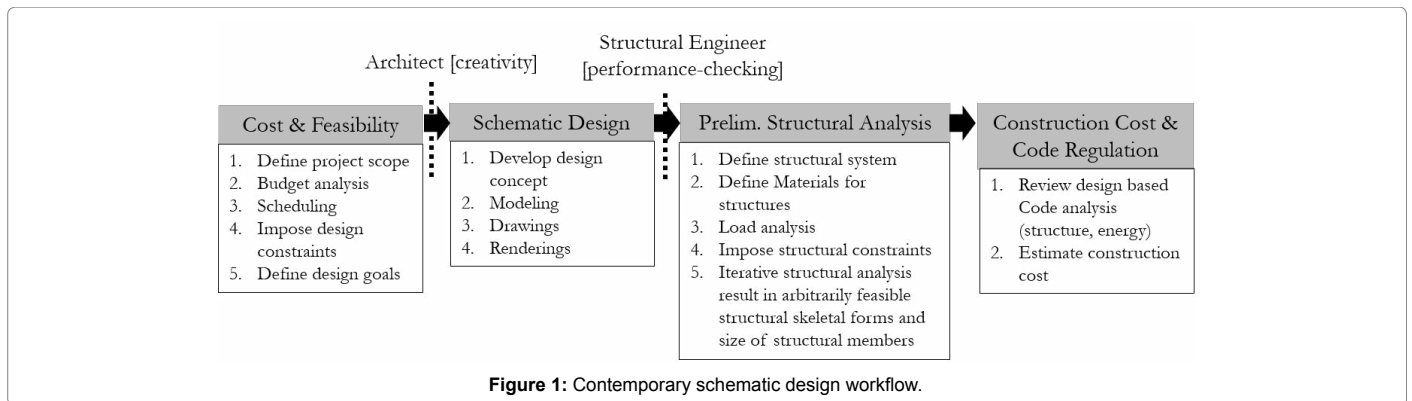 Architect [creativity]
Structural Engineer
[performance-checking]
Cost & Feasibility
1. Define project scope
2. Budget analysis
3. Scheduling
4. Impose design
constraints
5. Define design goals
Schematic Design
1. Develop design
concept
2. Modeling
3. Drawings
4. Renderings
Prelim. Structural Analysis
1. Define structural system
2. Define Materials for
structures
3. Load analysis
4. Impose structural constraints
5. Iterative structural analysis
result in arbitrarily feasible
structural skeletal forms and
size of structural members
Construction Cost &
Code Regulation
1. Review design based
Code analysis
(structure, energy)
2. Estimate construction
cost
Figure 1: Contemporary schematic design workflow.